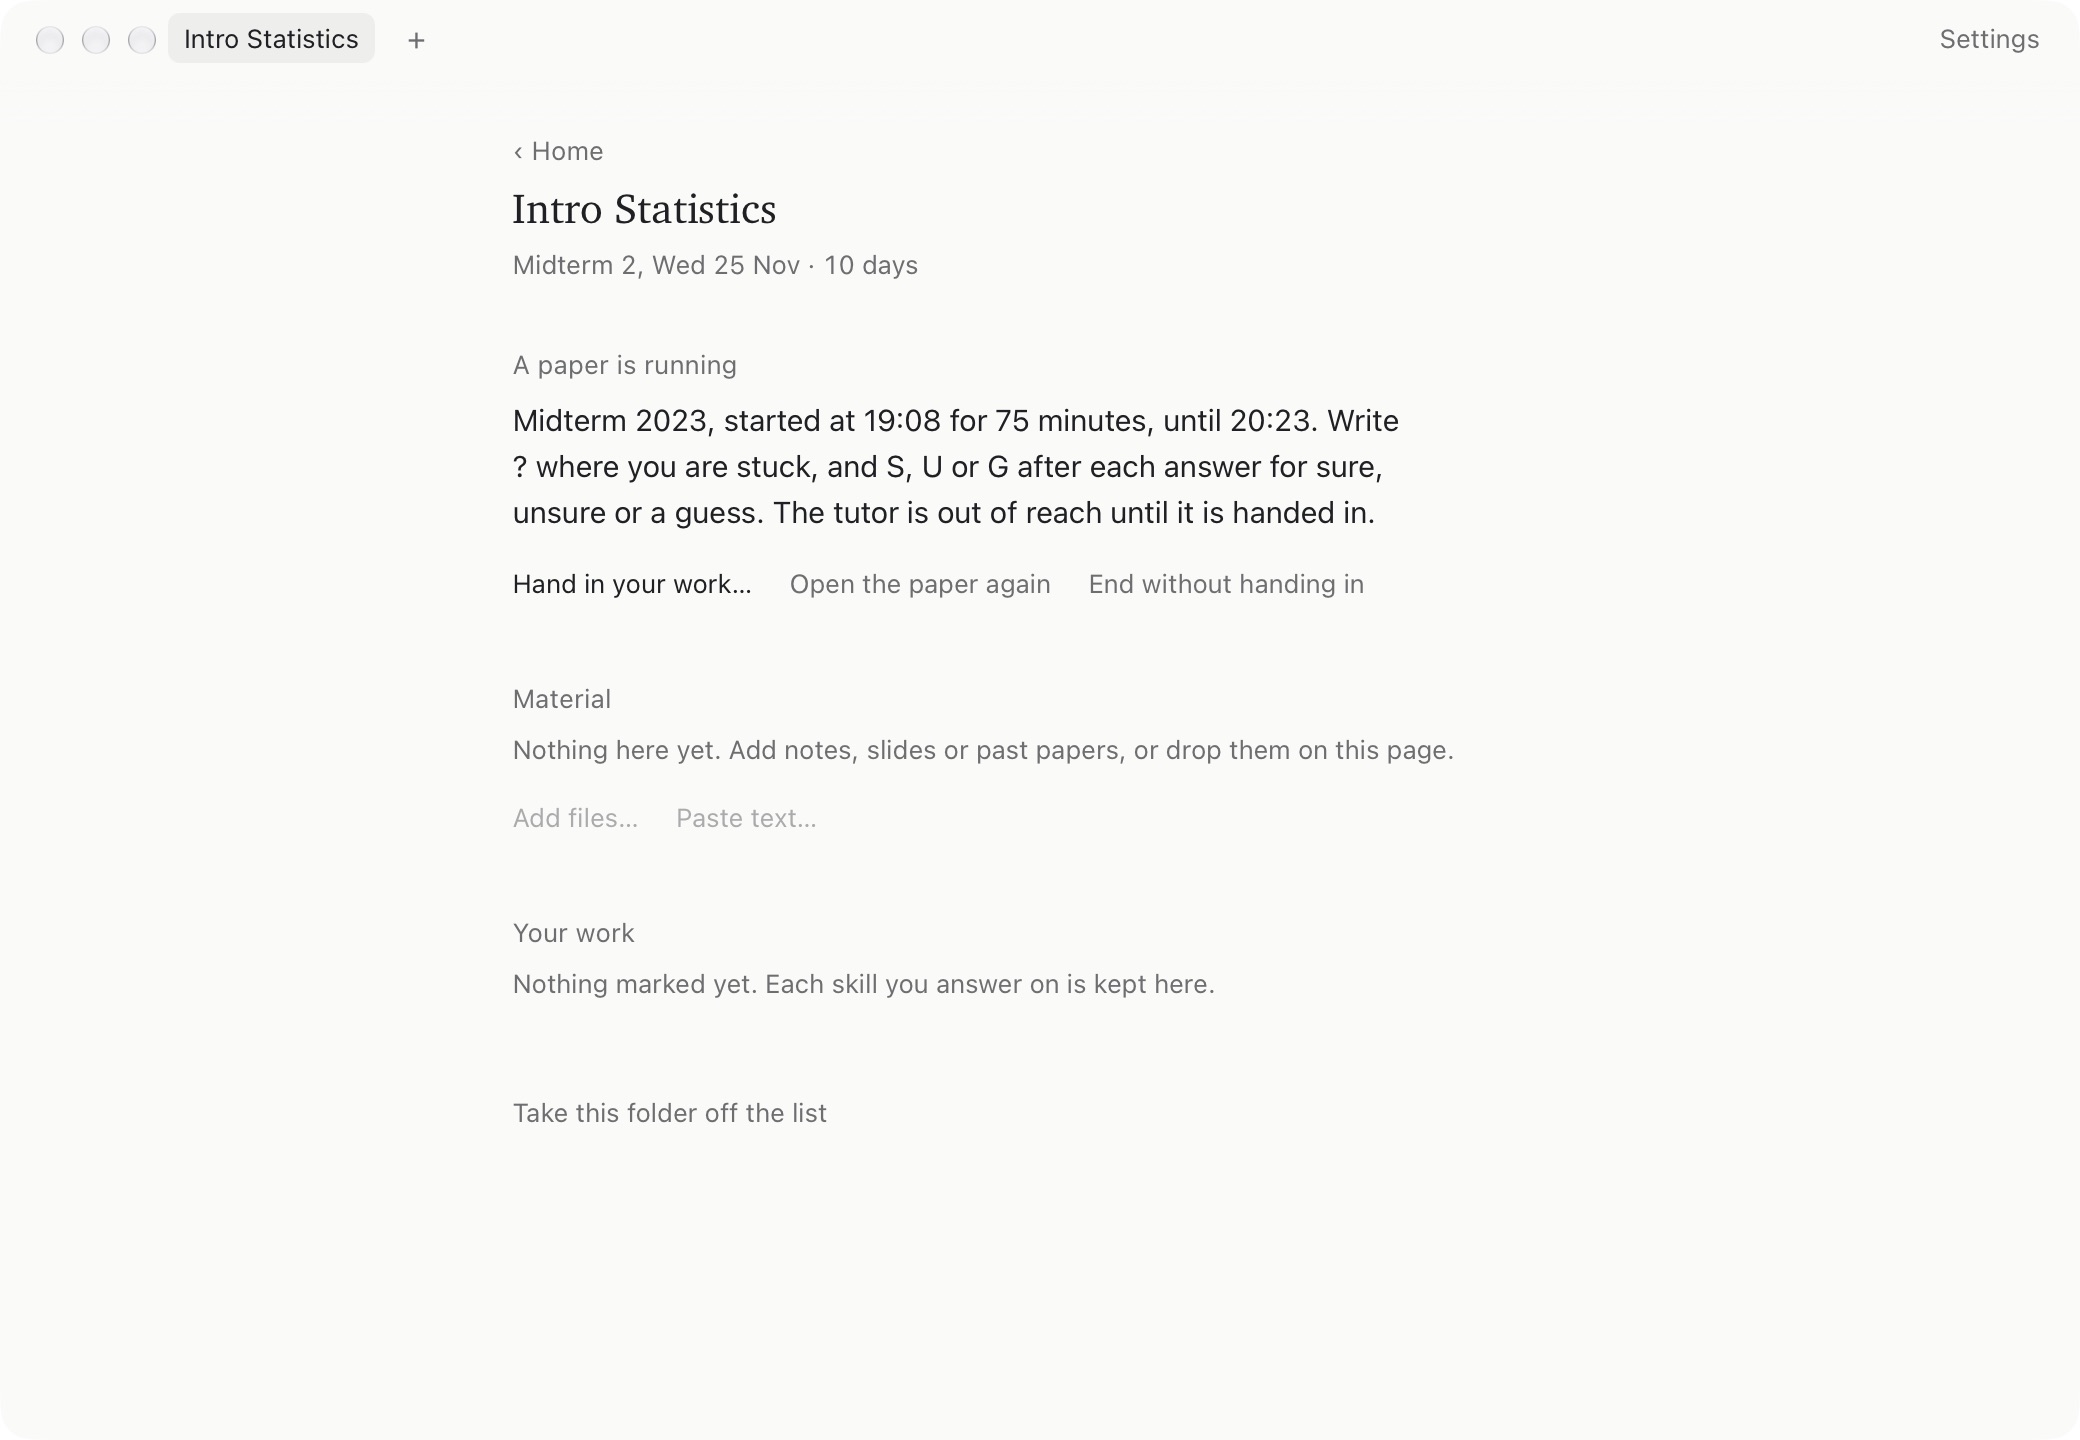 Intro Statistics
+
Settings
‹ Home
Intro Statistics
Midterm 2, Wed 25 Nov · 10 days
A paper is running
Midterm 2023, started at 19:08 for 75 minutes, until 20:23. Write
? where you are stuck, and S, U or G after each answer for sure,
unsure or a guess. The tutor is out of reach until it is handed in.
Hand in your work... Open the paper again End without handing in
Material
Nothing here yet. Add notes, slides or past papers, or drop them on this page.
Add files... Paste text...
Your work
Nothing marked yet. Each skill you answer on is kept here.
Take this folder off the list